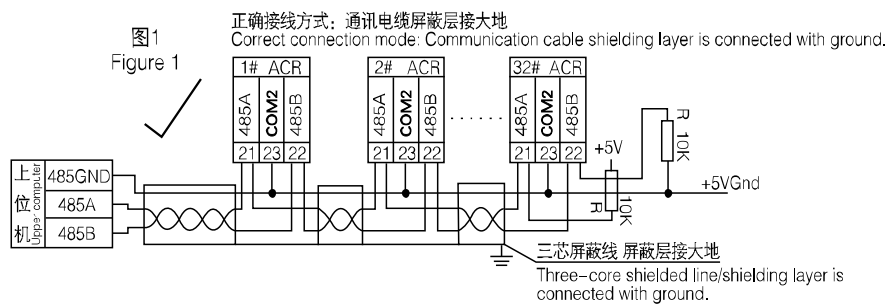 正确接线方式：通讯电缆屏蔽层接大地
Correct connection mode: Communication cable shielding layer is connected with ground.
图1
Figure 1
1# ACR
2# ACR
32# ACR
485A COM2 485B
485A COM2 485B
······
485A COM2 485B
21 23 22
21 23 22
21 23 22
R 10K
+5V
R 10K
+5VGnd
上位机
Upper computer
485GND
485A
485B
三芯屏蔽线 屏蔽层接大地
Three-core shielded line/shielding layer is
connected with ground.